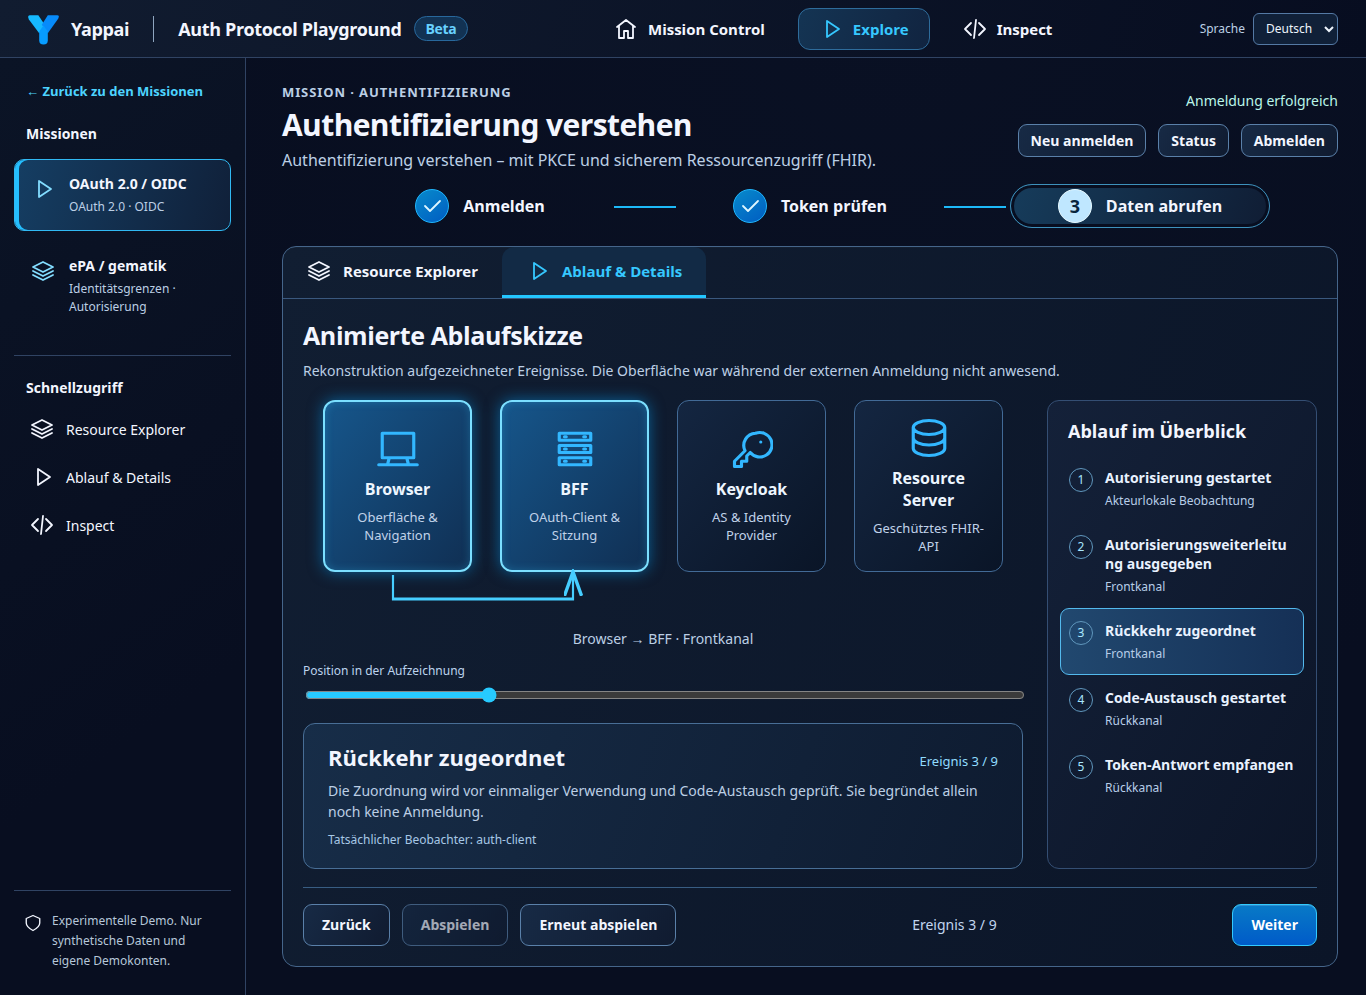 Yappai
Auth Protocol Playground
Beta
Mission Control
Explore
Inspect
Sprache
Deutsch
← Zurück zu den Missionen
Missionen
OAuth 2.0 / OIDC
OAuth 2.0 · OIDC
ePA / gematik
Identitätsgrenzen ·
Autorisierung
Schnellzugriff
Resource Explorer
Ablauf & Details
Inspect
Experimentelle Demo. Nur
synthetische Daten und
eigene Demokonten.
MISSION · AUTHENTIFIZIERUNG
Authentifizierung verstehen
Authentifizierung verstehen – mit PKCE und sicherem Ressourcenzugriff (FHIR).
Anmeldung erfolgreich
Neu anmelden
Status
Abmelden
Anmelden
Token prüfen
3
Daten abrufen
Resource Explorer
Ablauf & Details
Animierte Ablaufskizze
Rekonstruktion aufgezeichneter Ereignisse. Die Oberfläche war während der externen Anmeldung nicht anwesend.
Browser
Oberfläche &
Navigation
BFF
OAuth-Client &
Sitzung
Keycloak
AS & Identity
Provider
Resource
Server
Geschütztes FHIR-
API
Browser → BFF · Frontkanal
Position in der Aufzeichnung
Rückkehr zugeordnet
Ereignis 3 / 9
Die Zuordnung wird vor einmaliger Verwendung und Code-Austausch geprüft. Sie begründet allein
noch keine Anmeldung.
Tatsächlicher Beobachter: auth-client
Ablauf im Überblick
1
Autorisierung gestartet
Akteurlokale Beobachtung
2
Autorisierungsweiterleitu
ng ausgegeben
Frontkanal
3
Rückkehr zugeordnet
Frontkanal
4
Code-Austausch gestartet
Rückkanal
5
Token-Antwort empfangen
Rückkanal
Zurück
Abspielen
Erneut abspielen
Ereignis 3 / 9
Weiter